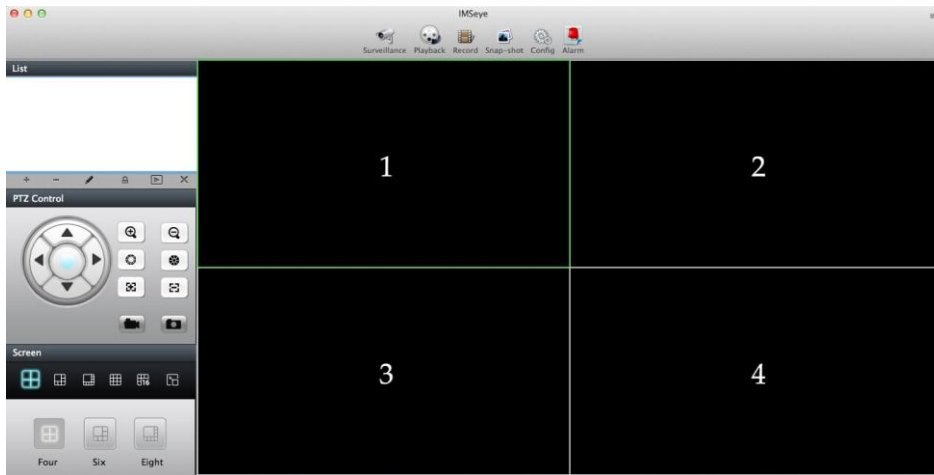 IMSeye
Surveillance Playback Record Snap-shot Config Alarm
List
1
2
PTZ Control
Screen
16
3
4
Four Six Eight